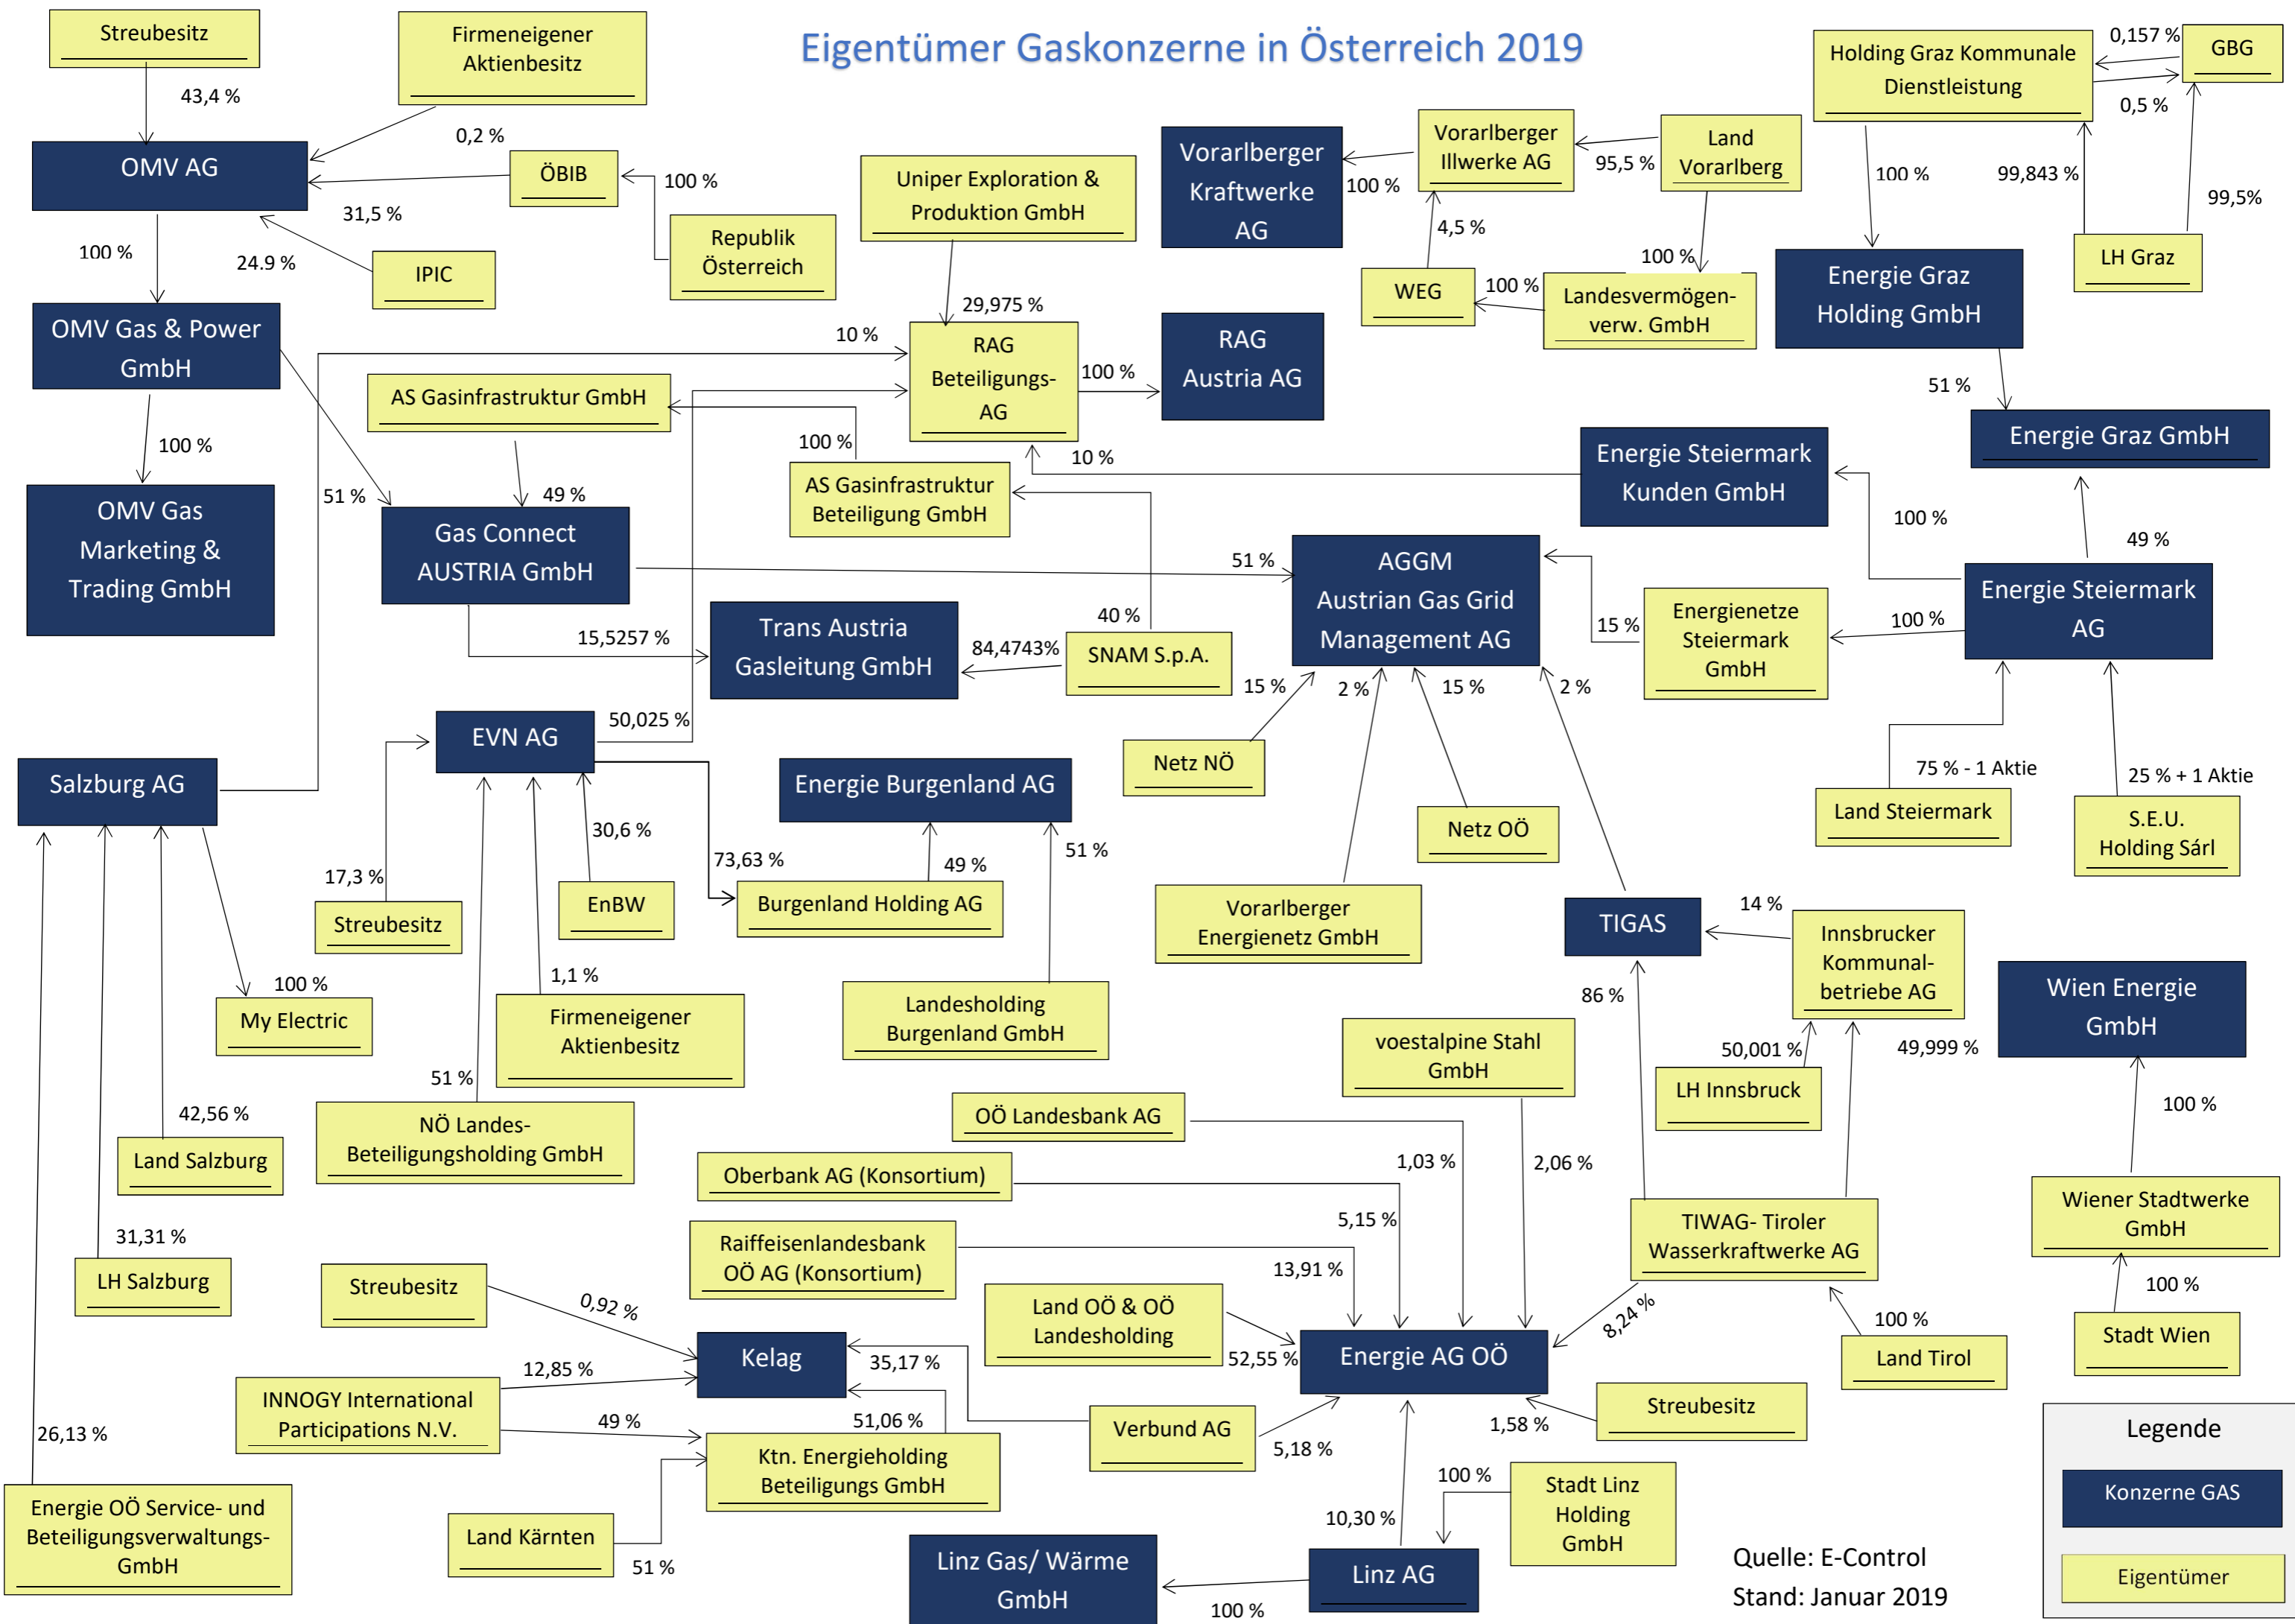 Eigentümer Gaskonzerne in Österreich 2019
Streubesitz
43,4 %
Firmeneigener
Aktienbesitz
0,2 %
OMV AG
ÖBIB
31,5 %
100 %
Republik
Österreich
IPIC
24.9 %
100 %
OMV Gas & Power
GmbH
100 %
OMV Gas
Marketing &
Trading GmbH
51 %
AS Gasinfrastruktur GmbH
49 %
Gas Connect
AUSTRIA GmbH
15,5257 %
100 %
AS Gasinfrastruktur
Beteiligung GmbH
40 %
SNAM S.p.A.
84,4743%
Trans Austria
Gasleitung GmbH
51 %
Uniper Exploration &
Produktion GmbH
29,975 %
10 %
RAG
Beteiligungs-
AG
100 %
RAG
Austria AG
10 %
Vorarlberger
Kraftwerke
AG
100 %
Vorarlberger
Illwerke AG
95,5 %
Land
Vorarlberg
4,5 %
100 %
WEG
100 %
Landesvermögen-
verw. GmbH
Holding Graz Kommunale
Dienstleistung
0,157 %
GBG
0,5 %
100 %
99,843 %
99,5%
LH Graz
Energie Graz
Holding GmbH
51 %
Energie Graz GmbH
Energie Steiermark
Kunden GmbH
100 %
49 %
Energie Steiermark
AG
100 %
Energienetze
Steiermark
GmbH
15 %
AGGM
Austrian Gas Grid
Management AG
15 %
2 %
15 %
2 %
Netz NÖ
Netz OÖ
Vorarlberger
Energienetz GmbH
75 % - 1 Aktie
Land Steiermark
25 % + 1 Aktie
S.E.U.
Holding Sárl
EVN AG
50,025 %
Salzburg AG
Energie Burgenland AG
17,3 %
Streubesitz
30,6 %
EnBW
73,63 %
49 %
51 %
Burgenland Holding AG
1,1 %
Firmeneigener
Aktienbesitz
Landesholding
Burgenland GmbH
100 %
My Electric
51 %
NÖ Landes-
Beteiligungsholding GmbH
42,56 %
Land Salzburg
31,31 %
LH Salzburg
26,13 %
Energie OÖ Service- und
Beteiligungsverwaltungs-
GmbH
TIGAS
14 %
Innsbrucker
Kommunal-
betriebe AG
86 %
50,001 %
49,999 %
LH Innsbruck
Wien Energie
GmbH
100 %
Wiener Stadtwerke
GmbH
100 %
Stadt Wien
voestalpine Stahl
GmbH
2,06 %
OÖ Landesbank AG
1,03 %
Oberbank AG (Konsortium)
5,15 %
Raiffeisenlandesbank
OÖ AG (Konsortium)
13,91 %
Land OÖ & OÖ
Landesholding
52,55 %
Energie AG OÖ
TIWAG- Tiroler
Wasserkraftwerke AG
8,24 %
100 %
Land Tirol
Streubesitz
1,58 %
Streubesitz
0,92 %
Kelag
35,17 %
12,85 %
INNOGY International
Participations N.V.
49 %
51,06 %
Ktn. Energieholding
Beteiligungs GmbH
Land Kärnten
51 %
Verbund AG
5,18 %
10,30 %
100 %
Stadt Linz
Holding
GmbH
Linz AG
100 %
Linz Gas/ Wärme
GmbH
Quelle: E-Control
Stand: Januar 2019
Legende
Konzerne GAS
Eigentümer